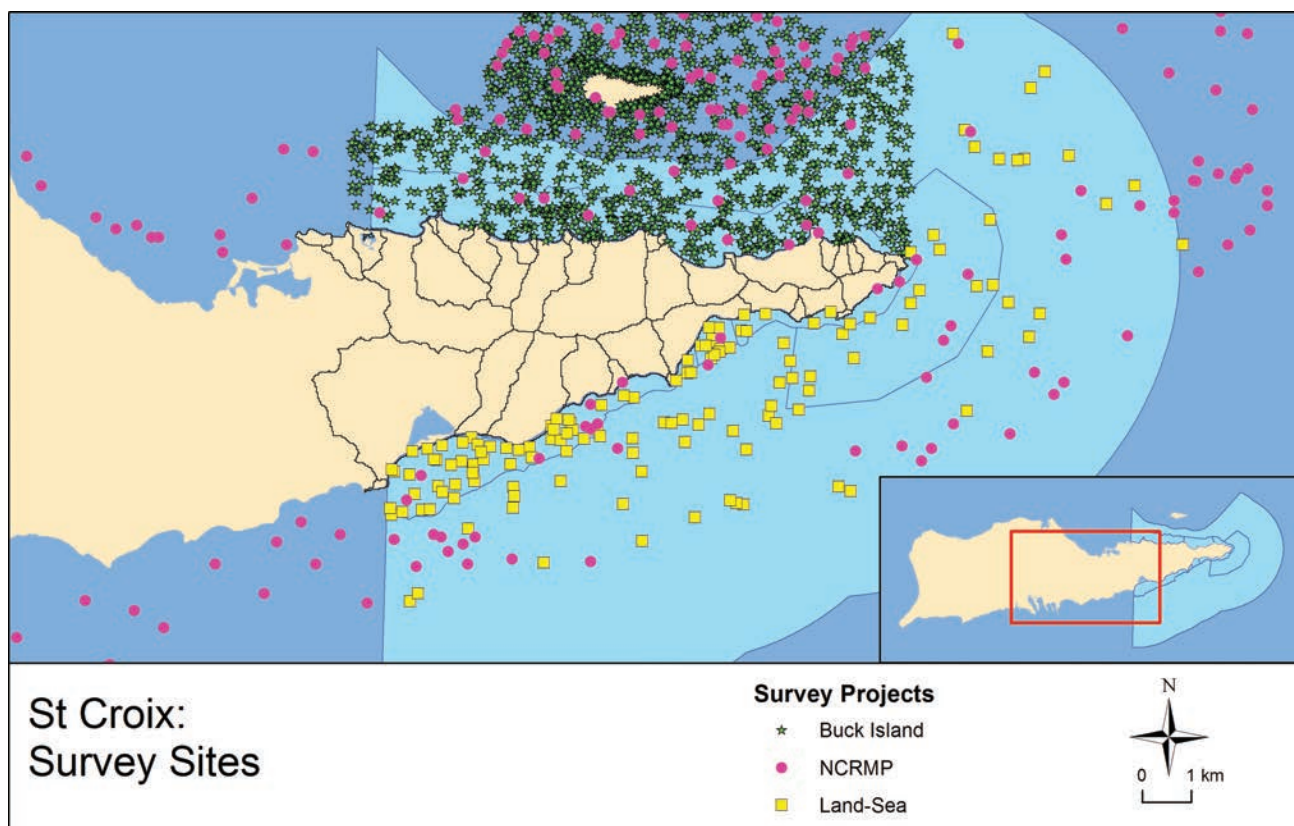 St Croix:
Survey Sites
Survey Projects
Buck Island
NCRMP
Land-Sea
N
0 1 km